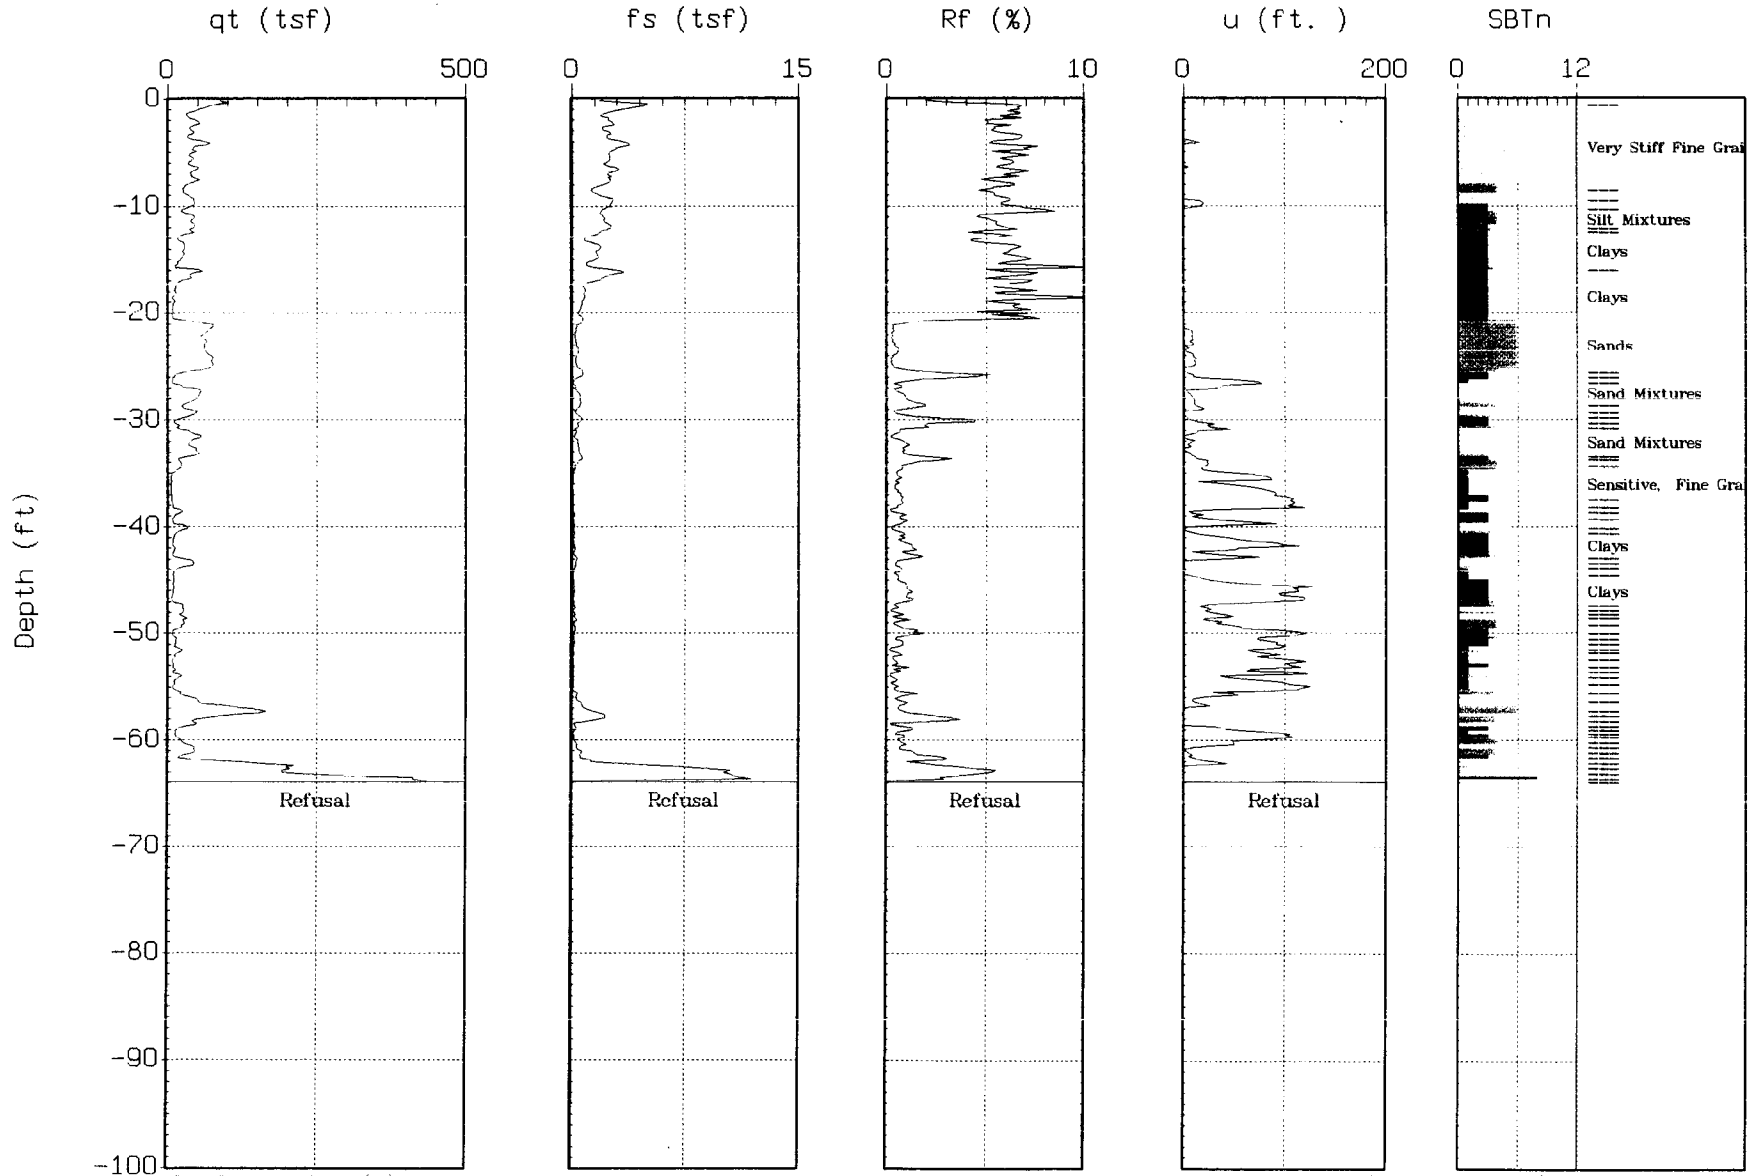 qt (tsf) fs (tsf) Rf (%) u (ft. ) SBTn
0 500 0 15 0 10 0 200 0 12
0
Very Stiff Fine Grai
-10
Silt Mixtures
Clays
Clays
-20
Sands
Sand Mixtures
-30
Sand Mixtures
Sensitive, Fine Gra
-40
Clays
Clays
-50
-60
Refusal Refusal Refusal Refusal
-70
-80
-90
-100
Depth (ft)